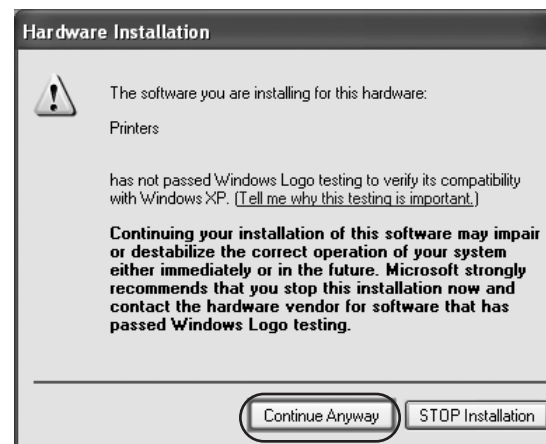 Hardware Installation
The software you are installing for this hardware:
Printers
has not passed Windows Logo testing to verify its compatibility
with Windows XP. (Tell me why this testing is important.)
Continuing your installation of this software may impair
or destabilize the correct operation of your system
either immediately or in the future. Microsoft strongly
recommends that you stop this installation now and
contact the hardware vendor for software that has
passed Windows Logo testing.
Continue Anyway
STOP Installation